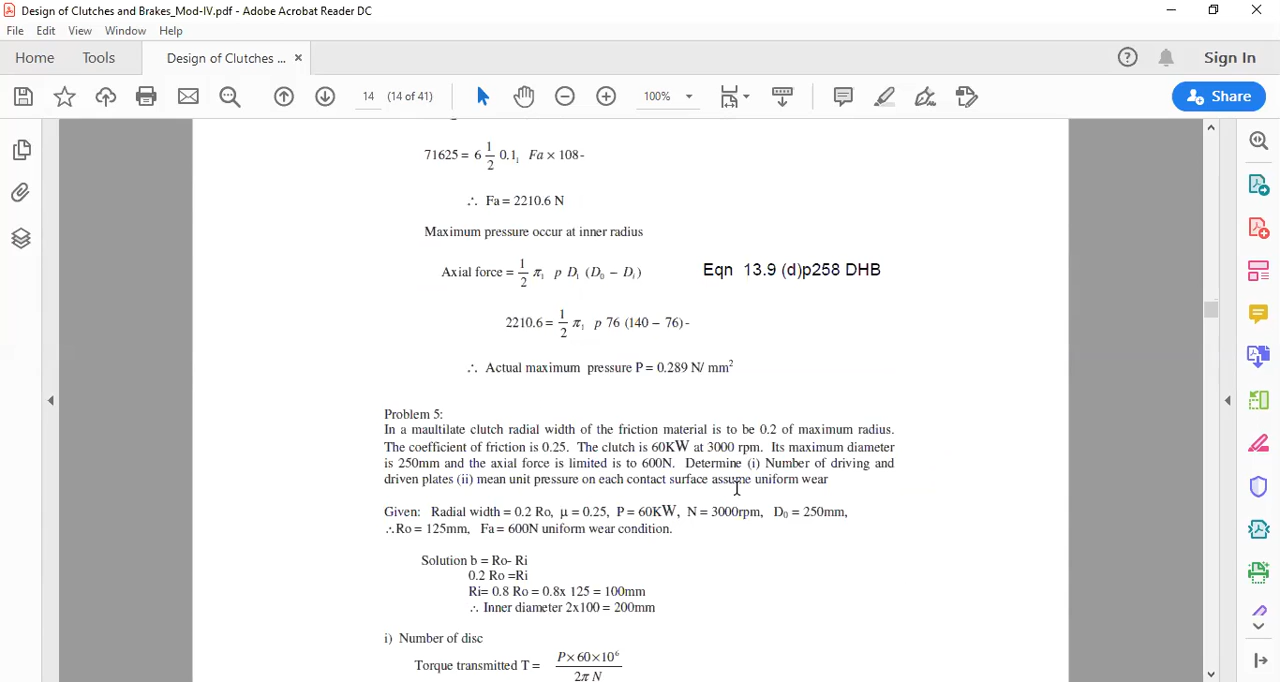 Design of Clutches and Brakes_Mod-IV.pdf - Adobe Acrobat Reader DC
File Edit View Window Help
Home Tools Design of Clutches ... × Sign In
14 (14 of 41) 100% Share
71625 = 6 1/2 0.1, Fa × 108-
∴ Fa = 2210.6 N
Maximum pressure occur at inner radius
Axial force = 1/2 π, p D₁ (D₀ − Dᵢ) Eqn 13.9 (d)p258 DHB
2210.6 = 1/2 π, p 76 (140 − 76)-
∴ Actual maximum pressure P = 0.289 N/ mm²
Problem 5:
In a maultilate clutch radial width of the friction material is to be 0.2 of maximum radius.
The coefficient of friction is 0.25. The clutch is 60KW at 3000 rpm. Its maximum diameter
is 250mm and the axial force is limited is to 600N. Determine (i) Number of driving and
driven plates (ii) mean unit pressure on each contact surface assume uniform wear
Given: Radial width = 0.2 Ro, μ = 0.25, P = 60KW, N = 3000rpm, D₀ = 250mm,
∴Ro = 125mm, Fa = 600N uniform wear condition.
Solution b = Ro- Ri
0.2 Ro =Ri
Ri= 0.8 Ro = 0.8x 125 = 100mm
∴ Inner diameter 2x100 = 200mm
i) Number of disc
Torque transmitted T = P×60×10⁶ / 2π N